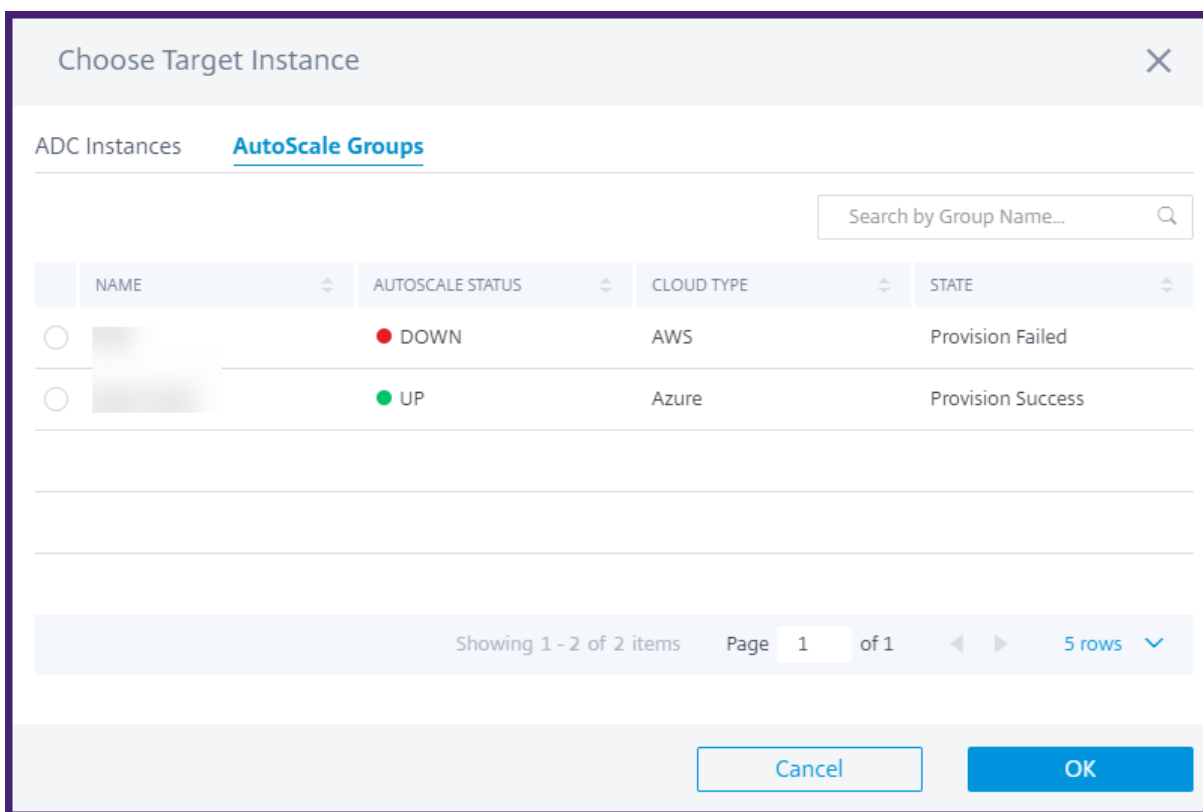 Choose Target Instance
ADC Instances AutoScale Groups
Search by Group Name...
NAME AUTOSCALE STATUS CLOUD TYPE STATE
DOWN AWS Provision Failed
UP Azure Provision Success
Showing 1 - 2 of 2 items Page 1 of 1 5 rows
Cancel OK